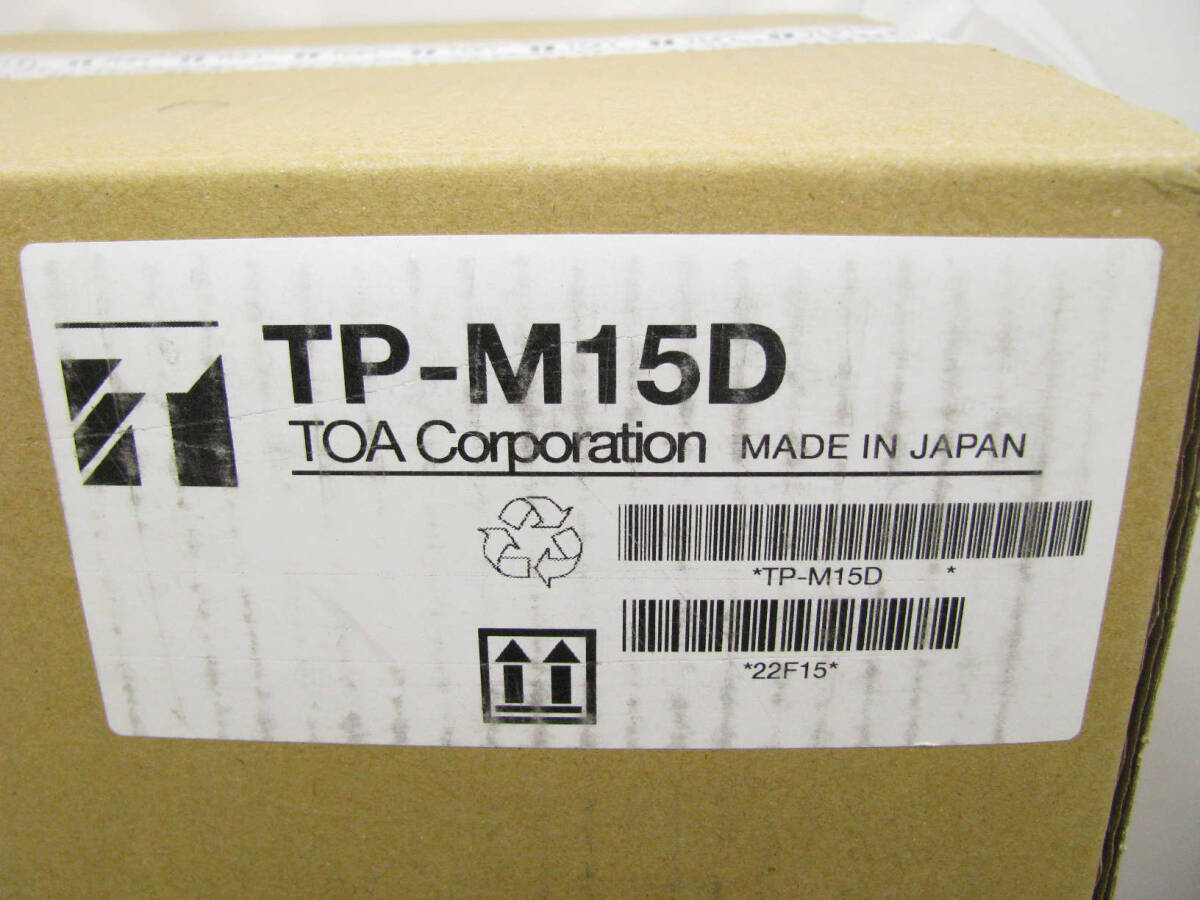 TP-M15D
TOA Corporation MADE IN JAPAN
*TP-M15D *
*22F15*